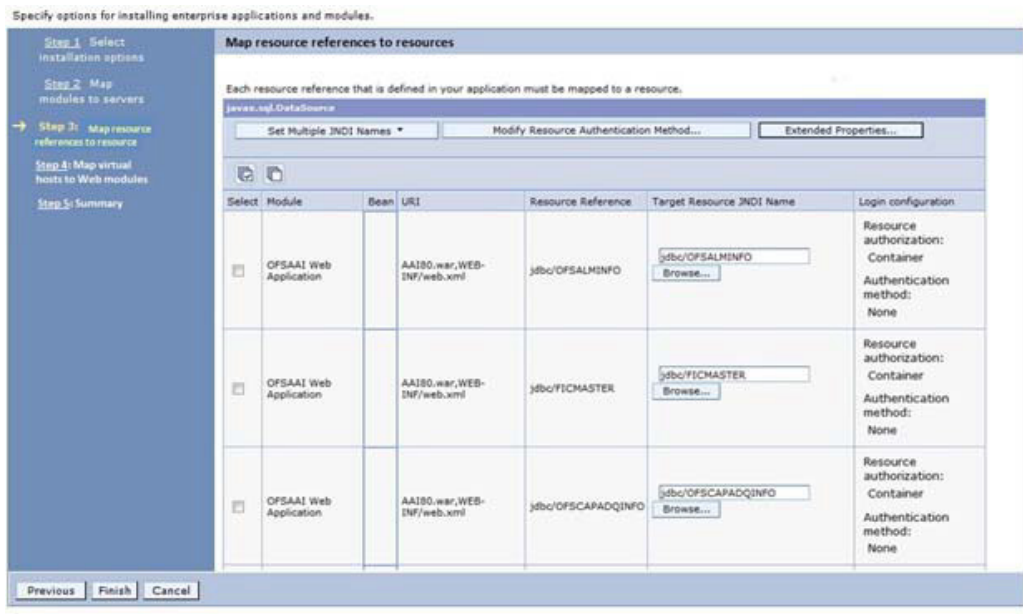 Specify options for installing enterprise applications and modules.
Step 1 Select
installation options
Step 2 Map
modules to servers
Step 3: Map resource
references to resource
Step 4: Map virtual
hosts to Web modules
Step 5: Summary
Map resource references to resources
Each resource reference that is defined in your application must be mapped to a resource.
javax.sql.DataSource
Set Multiple JNDI Names
Modify Resource Authentication Method...
Extended Properties...
Select Module Bean URI Resource Reference Target Resource JNDI Name Login configuration
OFSAAI Web
Application
AAI80.war,WEB-
INF/web.xml
jdbc/OFSALMINFO
jdbc/OFSALMINFO
Browse...
Resource
authorization:
Container
Authentication
method:
None
OFSAAI Web
Application
AAI80.war,WEB-
INF/web.xml
jdbc/FICMASTER
jdbc/FICMASTER
Browse...
Resource
authorization:
Container
Authentication
method:
None
OFSAAI Web
Application
AAI80.war,WEB-
INF/web.xml
jdbc/OFSCAPADQINFO
jdbc/OFSCAPADQINFO
Browse...
Resource
authorization:
Container
Authentication
method:
None
Previous Finish Cancel